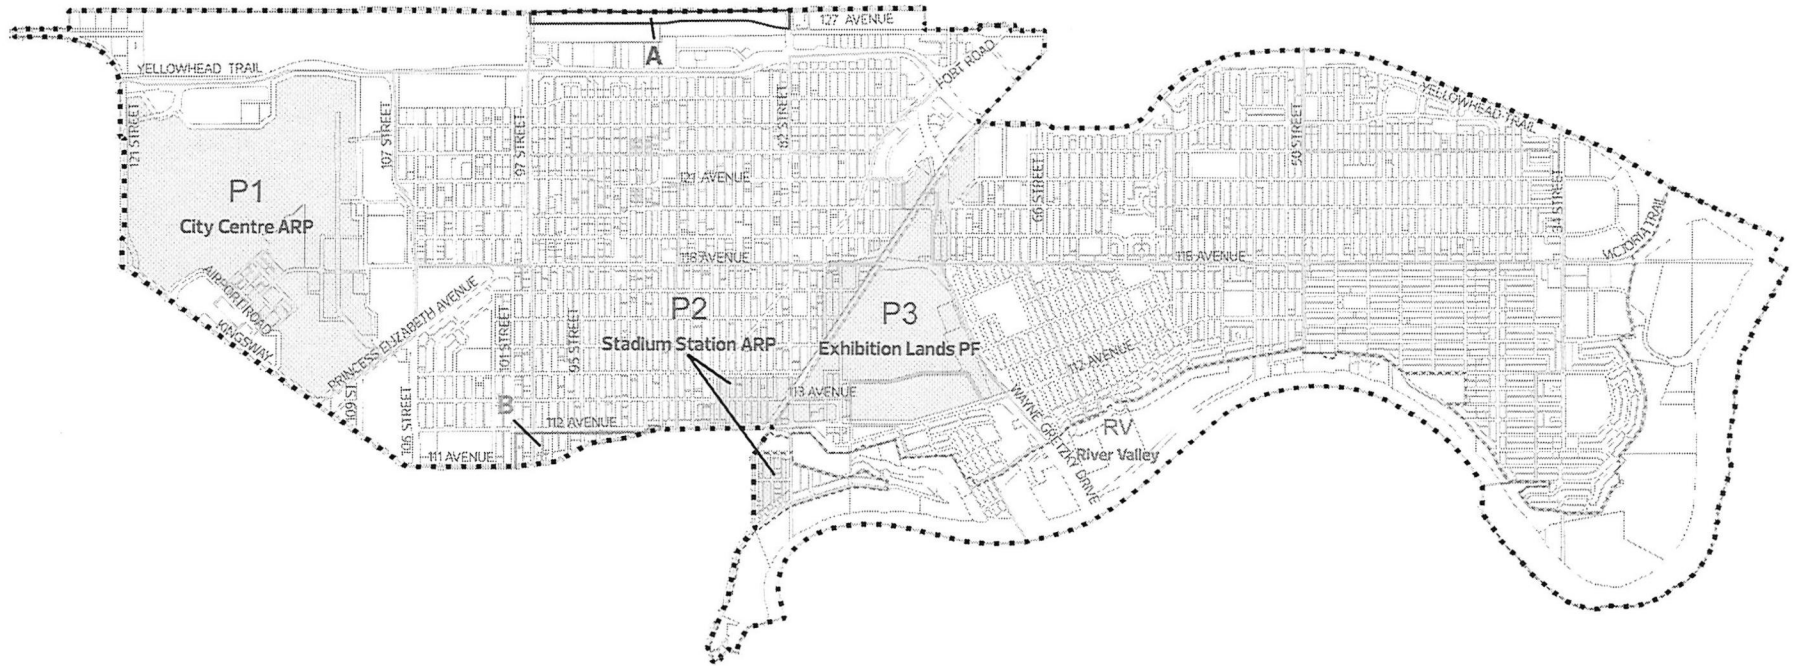 127 AVENUE
A
YELLOWHEAD TRAIL
FORT ROAD
YELLOWHEAD TRAIL
121 STREET
107 STREET
97 STREET
82 STREET
66 STREET
50 STREET
34 STREET
VICTORIA TRAIL
121 AVENUE
P1
City Centre ARP
118 AVENUE
118 AVENUE
AIRPORT ROAD
KINGSWAY
PRINCESS ELIZABETH AVENUE
101 STREET
95 STREET
P2
Stadium Station ARP
P3
Exhibition Lands PF
112 AVENUE
113 AVENUE
109 ST
106 STREET
B
112 AVENUE
111 AVENUE
WAYNE GRETZKY DRIVE
RV
River Valley